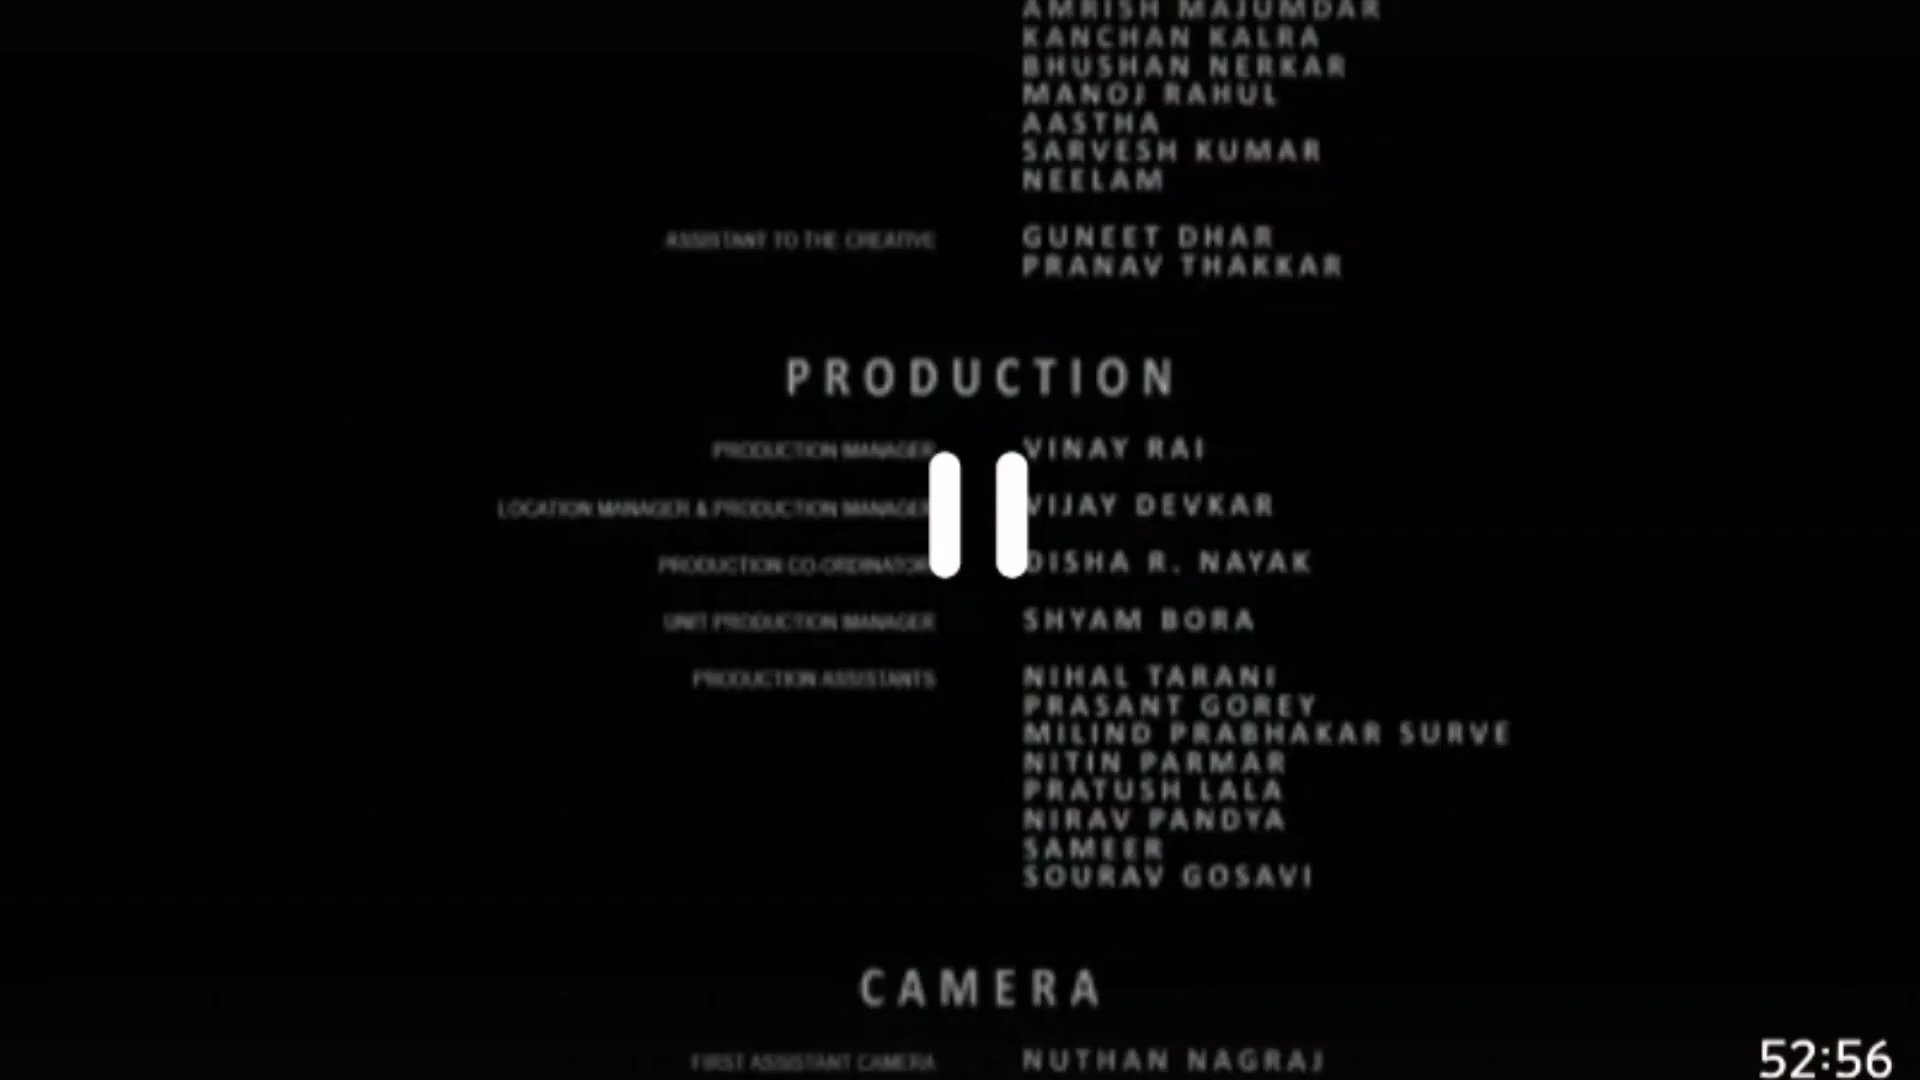 AMRISH MAJUMDAR
KANCHAN KALRA
BHUSHAN NERKAR
MANOJ RAHUL
AASTHA
SARVESH KUMAR
NEELAM
ASSISTANT TO THE CREATIVE GUNEET DHAR
PRANAV THAKKAR
PRODUCTION
PRODUCTION MANAGER VINAY RAI
LOCATION MANAGER & PRODUCTION MANAGER VIJAY DEVKAR
PRODUCTION CO-ORDINATOR DISHA R. NAYAK
UNIT PRODUCTION MANAGER SHYAM BORA
PRODUCTION ASSISTANTS NIHAL TARANI
PRASANT GOREY
MILIND PRABHAKAR SURVE
NITIN PARMAR
PRATUSH LALA
NIRAV PANDYA
SAMEER
SOURAV GOSAVI
CAMERA
FIRST ASSISTANT CAMERA NUTHAN NAGRAJ
52:56